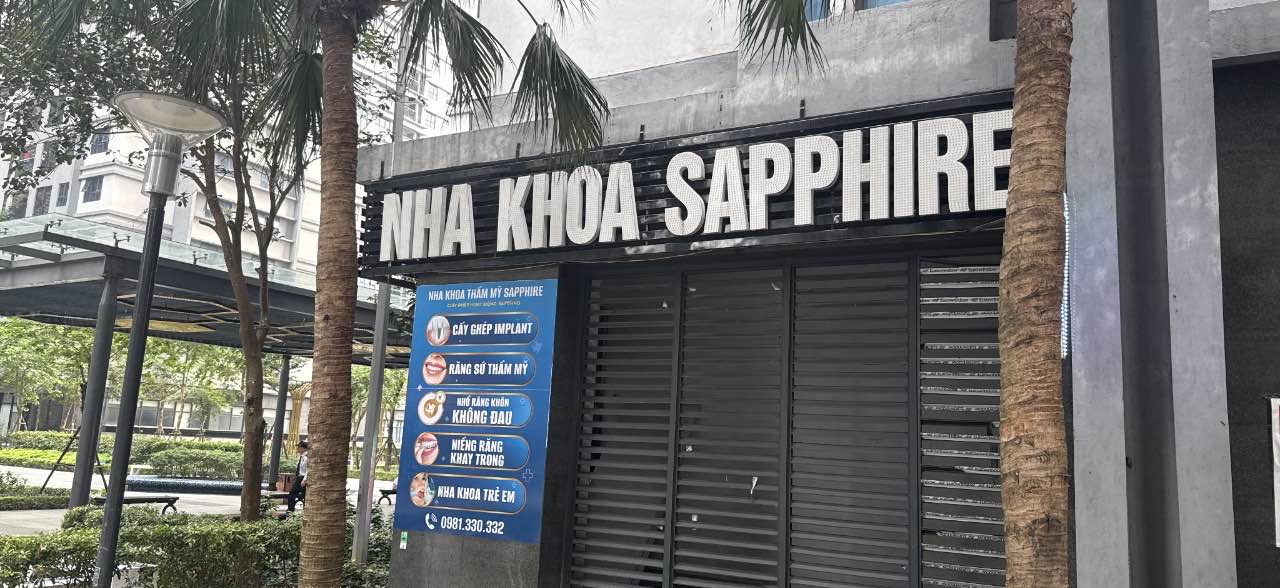 NHA KHOA SAPPHIRE
NHA KHOA THẨM MỸ SAPPHIRE
CẤY GHÉP IMPLANT
RĂNG SỨ THẨM MỸ
NHỔ RĂNG KHÔN
KHÔNG ĐAU
NIỀNG RĂNG
KHAY TRONG
NHA KHOA TRẺ EM
0981.330.332